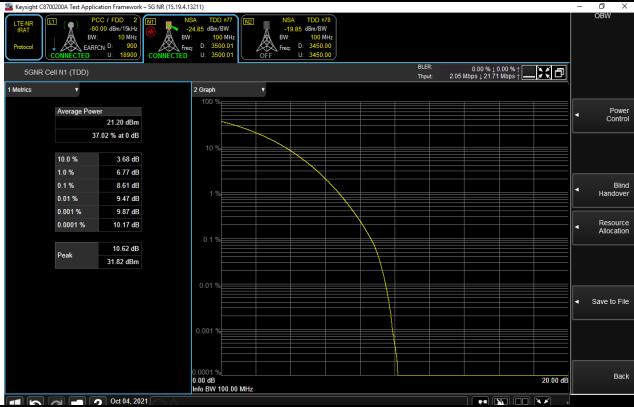 Keysight C8700200A Test Application Framework – 5G NR (15.19.4.13211)
LTE-NR
IRAT
Protocol
L1
PCC / FDD 2
-60.00 dBm/15kHz
BW: 10 MHz
EARFCN D: 900
U: 18900
CONNECTED
N1
NSA TDD n77
-24.85 dBm/BW
BW: 100 MHz
Freq: D: 3500.01
U: 3500.01
CONNECTED
N2
NSA TDD n78
-19.85 dBm/BW
BW: 100 MHz
Freq: D: 3450.00
U: 3450.00
OFF
OBW
5GNR Cell N1 (TDD)
BLER: 0.00 % ↓ 0.00 % ↑
Thput: 2.05 Mbps ↓ 21.71 Mbps ↑
1 Metrics
2 Graph
Average Power
21.20 dBm
37.02 % at 0 dB
10.0 % 3.68 dB
1.0 % 6.77 dB
0.1 % 8.61 dB
0.01 % 9.47 dB
0.001 % 9.87 dB
0.0001 % 10.17 dB
Peak 10.62 dB
31.82 dBm
100 %
10 %
1 %
0.1 %
0.01 %
0.001 %
0.0001 %
0.00 dB
20.00 dB
Info BW 100.00 MHz
Power
Control
Blind
Handover
Resource
Allocation
Save to File
Back
?
Oct 04, 2021